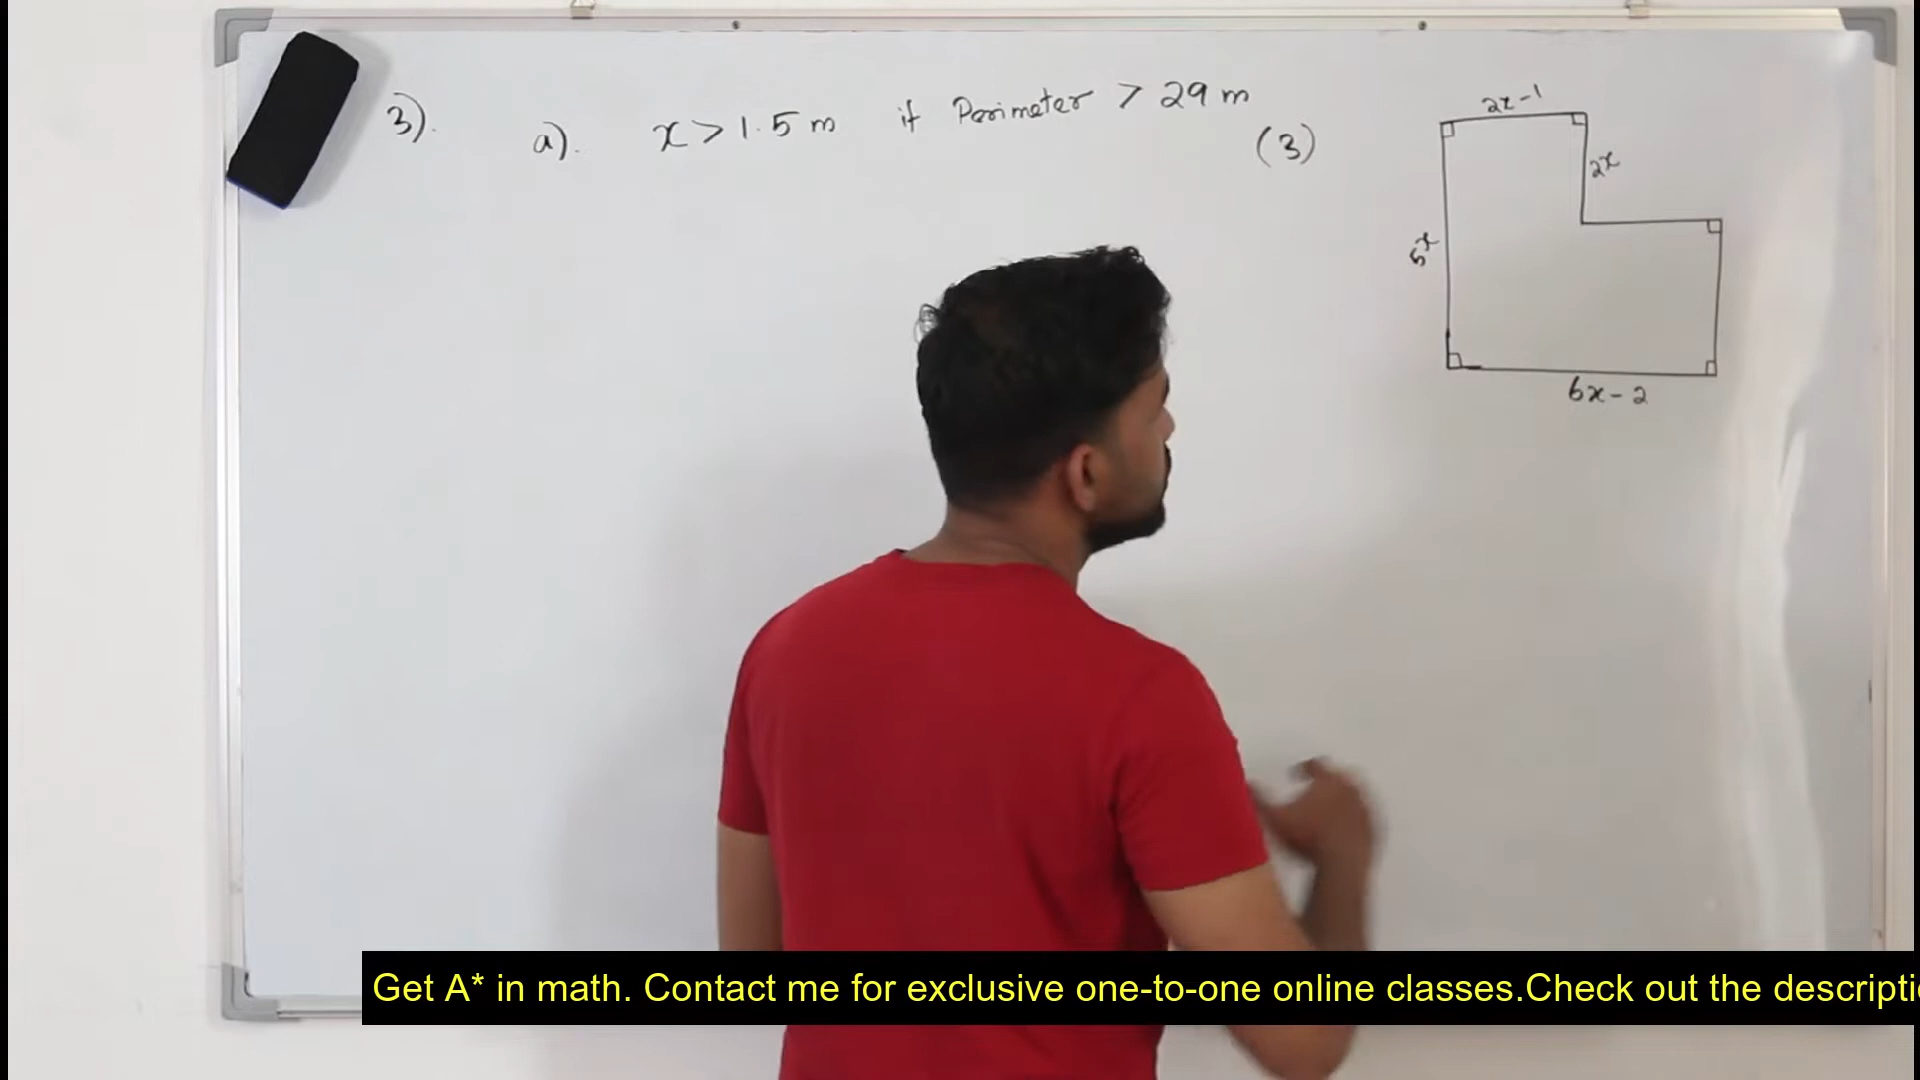 3).
a). x > 1.5 m if Perimeter > 29 m
(3)
2x-1
2x
5x
6x-2
Get A* in math. Contact me for exclusive one-to-one online classes.Check out the descripti